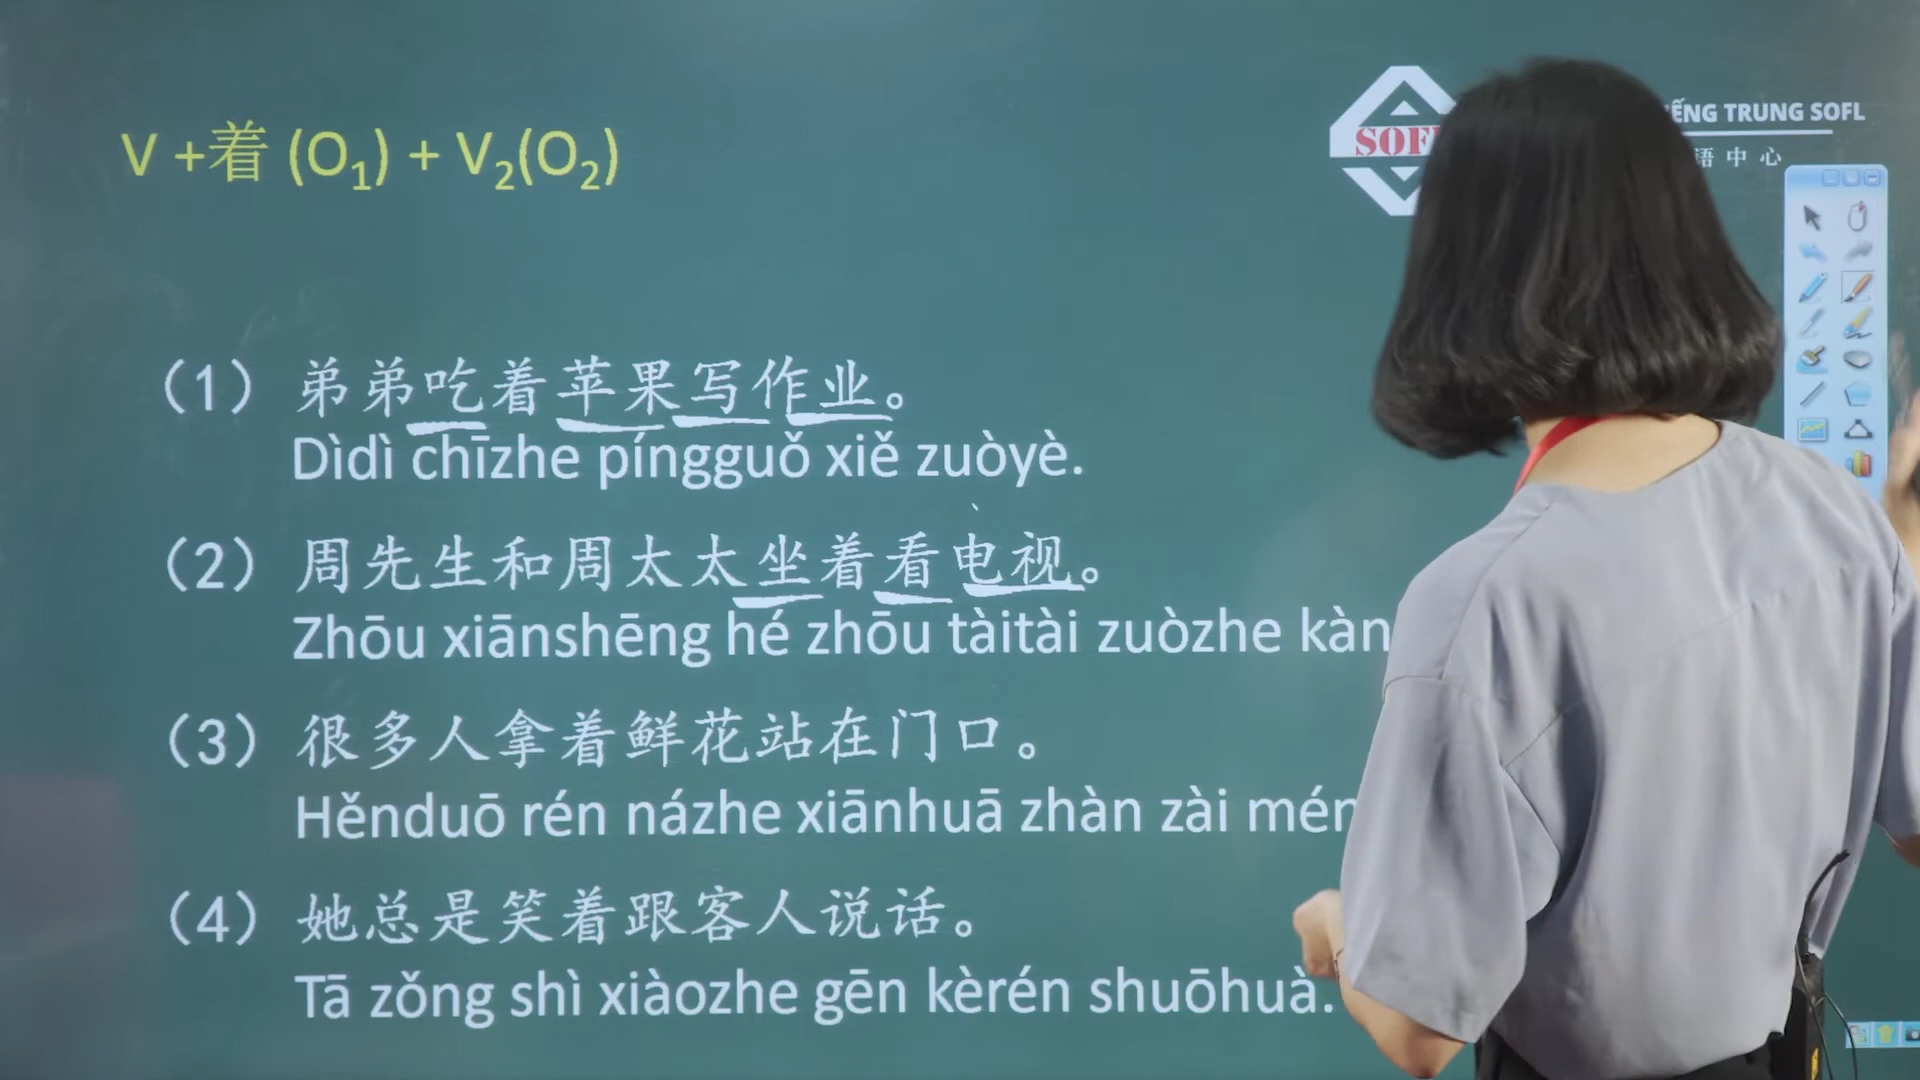 V +着 (O₁) + V₂(O₂)
SOF
ẾNG TRUNG SOFL
语中心
（1）弟弟吃着苹果写作业。
Dìdì chīzhe píngguǒ xiě zuòyè.
（2）周先生和周太太坐着看电视。
Zhōu xiānshēng hé zhōu tàitài zuòzhe kàn
（3）很多人拿着鲜花站在门口。
Hěnduō rén názhe xiānhuā zhàn zài mén
（4）她总是笑着跟客人说话。
Tā zǒng shì xiàozhe gēn kèrén shuōhuà.